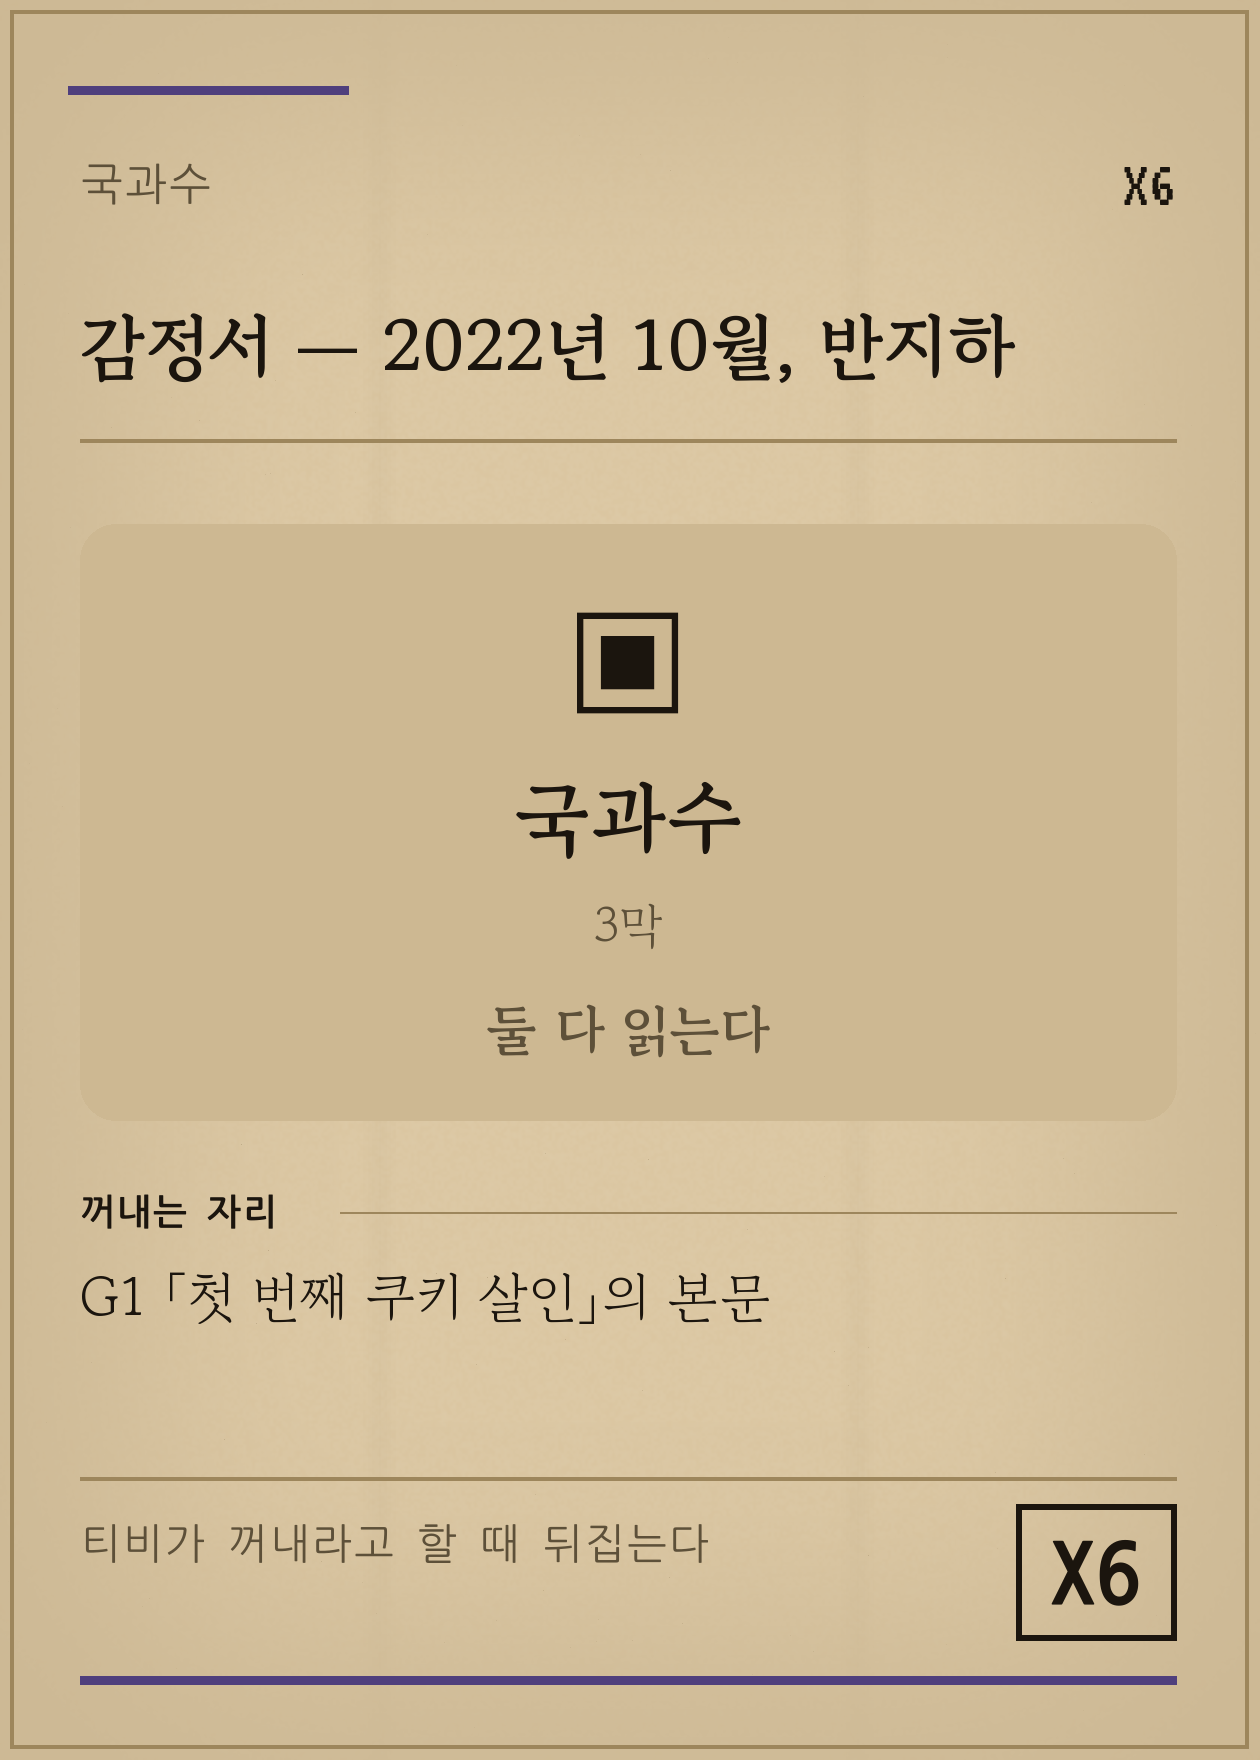 국과수
X6
감정서 — 2022년 10월, 반지하
국과수
3막
둘 다 읽는다
꺼내는 자리
G1 「첫 번째 쿠키 살인」의 본문
티비가 꺼내라고 할 때 뒤집는다
X6